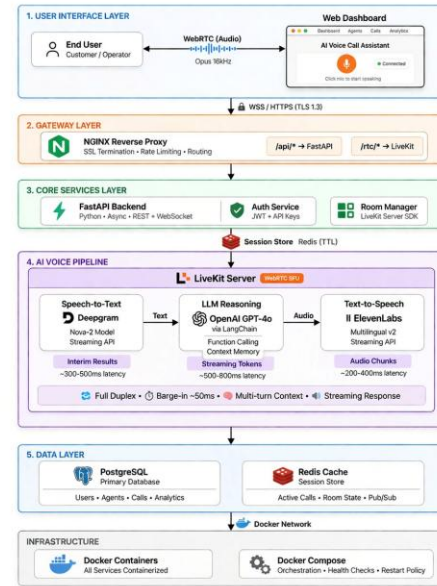 1. USER INTERFACE LAYER
Web Dashboard
End User
Customer / Operator
WebRTC (Audio)
Opus 16kHz
Dashboard Agents Calls Analytics
AI Voice Call Assistant
Connected
Click mic to start speaking
WSS / HTTPS (TLS 1.3)
2. GATEWAY LAYER
NGINX Reverse Proxy
SSL Termination • Rate Limiting • Routing
/api/* → FastAPI
/rtc/* → LiveKit
3. CORE SERVICES LAYER
FastAPI Backend
Python • Async • REST + WebSocket
Auth Service
JWT + API Keys
Room Manager
LiveKit Server SDK
Session Store Redis (TTL)
4. AI VOICE PIPELINE
LiveKit Server
WebRTC SFU
Speech-to-Text
Deepgram
Nova-2 Model
Streaming API
Interim Results
~300-500ms latency
Text
LLM Reasoning
OpenAI GPT-4o
via LangChain
Function Calling
Context Memory
Streaming Tokens
~500-800ms latency
Audio
Text-to-Speech
ElevenLabs
Multilingual v2
Streaming API
Audio Chunks
~200-400ms latency
Full Duplex • Barge-in ~50ms • Multi-turn Context • Streaming Response
5. DATA LAYER
PostgreSQL
Primary Database
Users • Agents • Calls • Analytics
Redis Cache
Session Store
Active Calls • Room State • Pub/Sub
Docker Network
INFRASTRUCTURE
Docker Containers
All Services Containerized
Docker Compose
Orchestration • Health Checks • Restart Policy